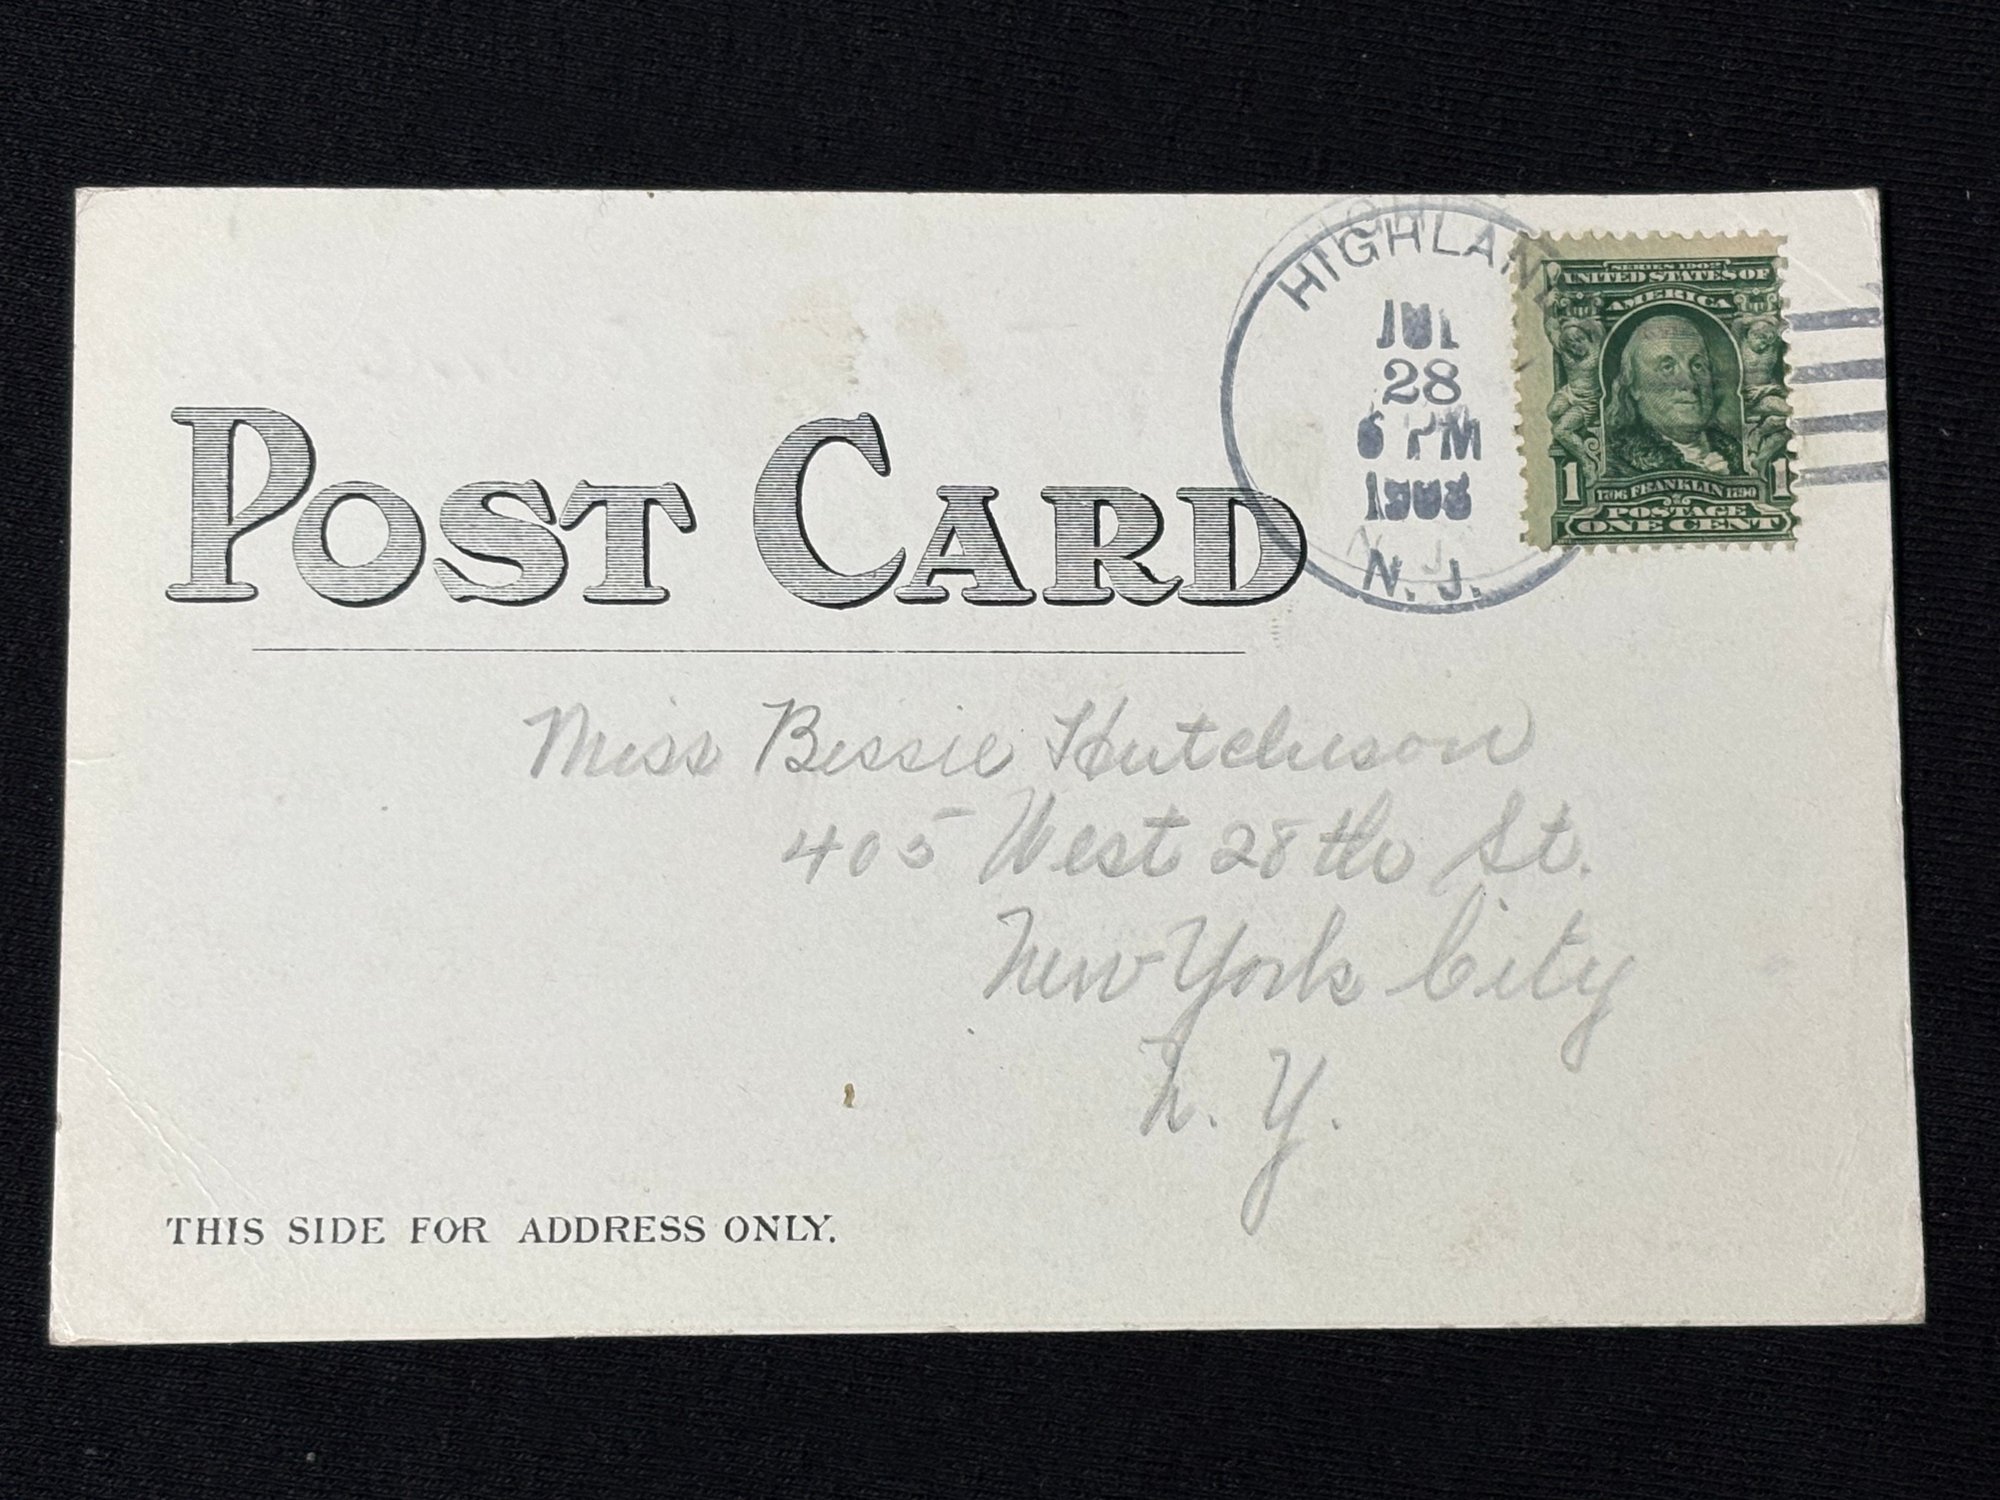 HIGHLAN
JUL
28
6 PM
1908
N. J.
SERIES 1902
UNITED STATES OF
AMERICA
1 1706 FRANKLIN 1790 1
POSTAGE
ONE CENT
POST CARD
Miss Bessie Hutchison
405 West 28th St.
New York City
N. Y.
THIS SIDE FOR ADDRESS ONLY.